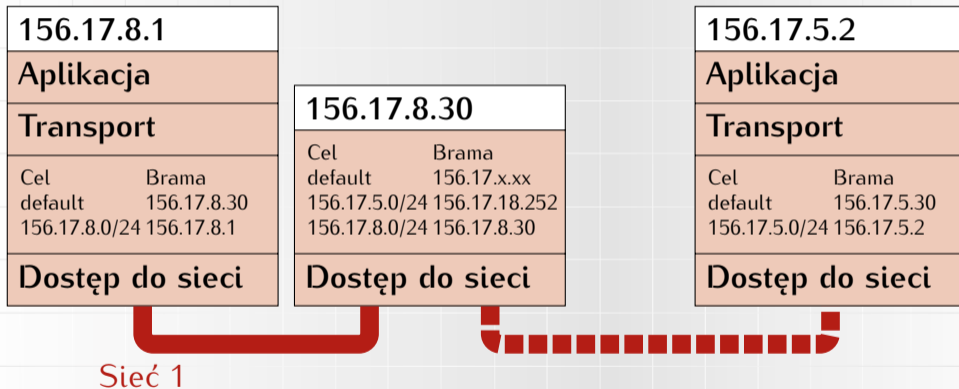 156.17.8.1
Aplikacja
Transport
Cel Brama
default 156.17.8.30
156.17.8.0/24 156.17.8.1
Dostęp do sieci
156.17.8.30
Cel Brama
default 156.17.x.xx
156.17.5.0/24 156.17.18.252
156.17.8.0/24 156.17.8.30
Dostęp do sieci
156.17.5.2
Aplikacja
Transport
Cel Brama
default 156.17.5.30
156.17.5.0/24 156.17.5.2
Dostęp do sieci
Sieć 1